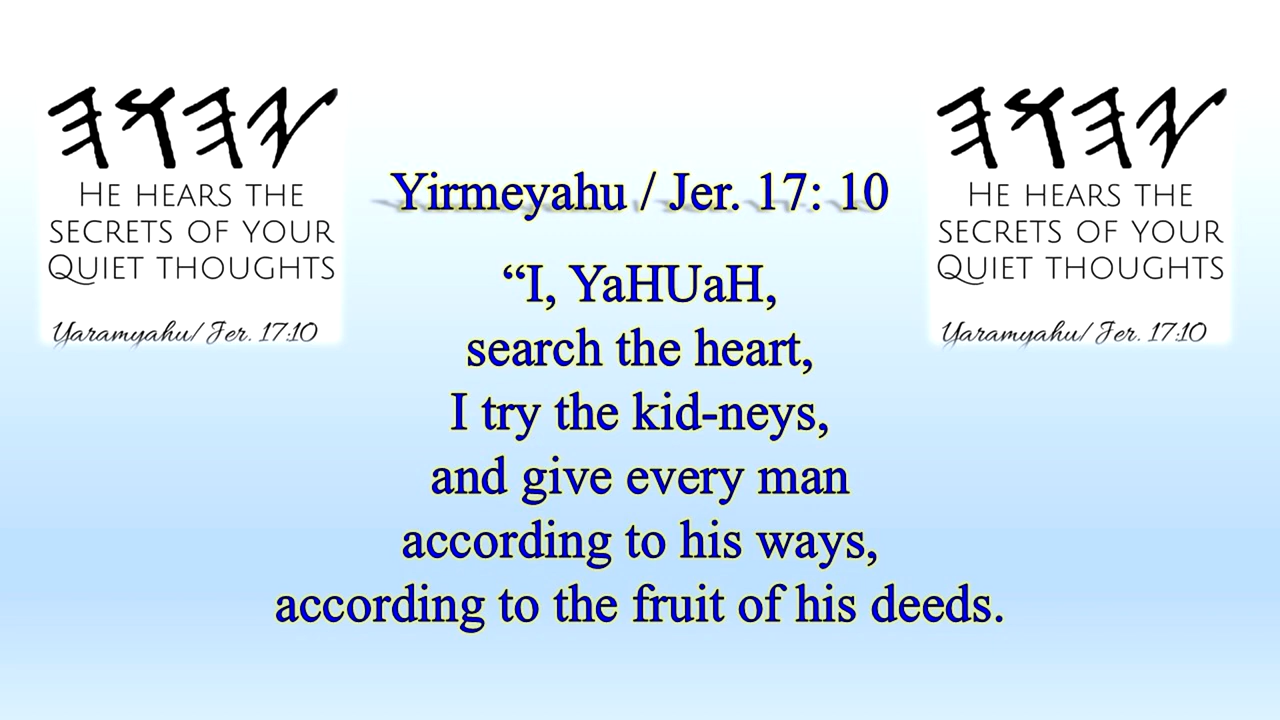 𐤉𐤄𐤅𐤄
HE HEARS THE
SECRETS OF YOUR
QUIET THOUGHTS
Yaramyahu/ Jer. 17:10
Yirmeyahu / Jer. 17: 10
“I, YaHUaH,
search the heart,
I try the kid-neys,
and give every man
according to his ways,
according to the fruit of his deeds.
𐤉𐤄𐤅𐤄
HE HEARS THE
SECRETS OF YOUR
QUIET THOUGHTS
Yaramyahu/ Jer. 17:10